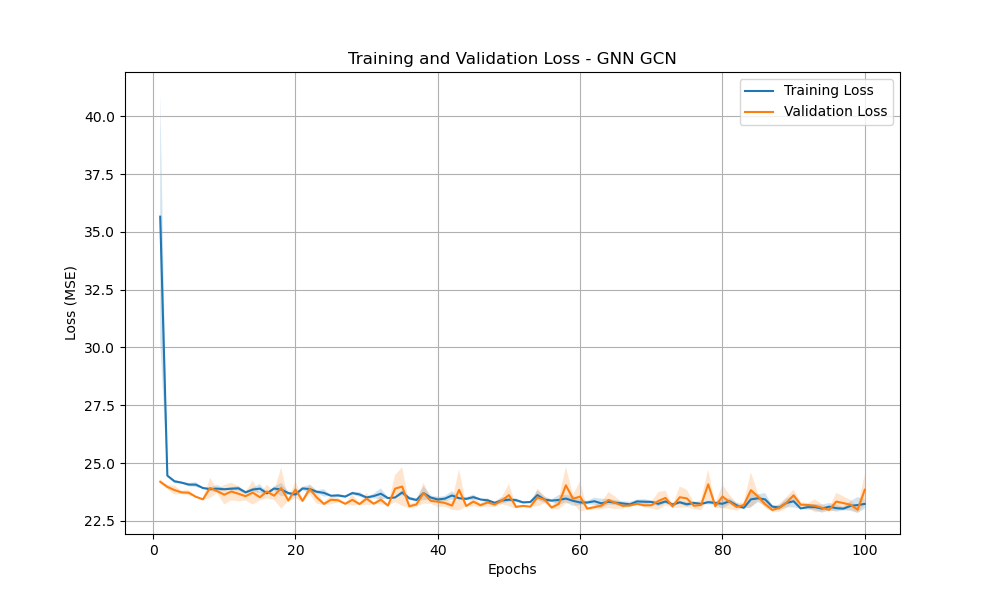 Training and Validation Loss - GNN GCN
Training Loss
Validation Loss
Loss (MSE)
40.0
37.5
35.0
32.5
30.0
27.5
25.0
22.5
0 20 40 60 80 100
Epochs